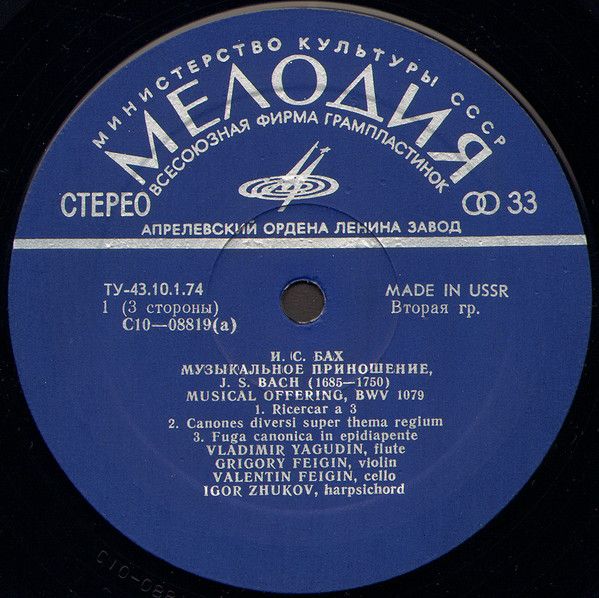 МИНИСТЕРСТВО КУЛЬТУРЫ СССР
МЕЛОДИЯ
ВСЕСОЮЗНАЯ ФИРМА ГРАМПЛАСТИНОК
СТЕРЕО
33
АПРЕЛЕВСКИЙ ОРДЕНА ЛЕНИНА ЗАВОД
ТУ-43.10.1.74
MADE IN USSR
1 (3 стороны)
Вторая гр.
С10—08819(а)
И. С. БАХ
МУЗЫКАЛЬНОЕ ПРИНОШЕНИЕ,
J. S. BACH (1685—1750)
MUSICAL OFFERING, BWV 1079
1. Ricercar a 3
2. Canones diversi super thema regium
3. Fuga canonica in epidiapente
VLADIMIR YAGUDIN, flute
GRIGORY FEIGIN, violin
VALENTIN FEIGIN, cello
IGOR ZHUKOV, harpsichord